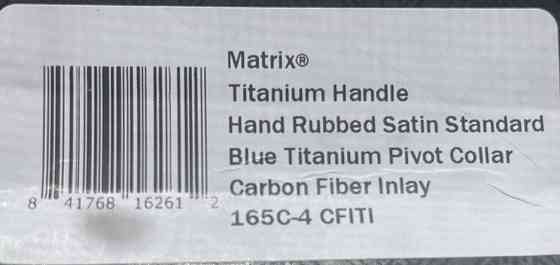 Matrix®
Titanium Handle
Hand Rubbed Satin Standard
Blue Titanium Pivot Collar
Carbon Fiber Inlay
165C-4 CFITI
8 41768 16261 2